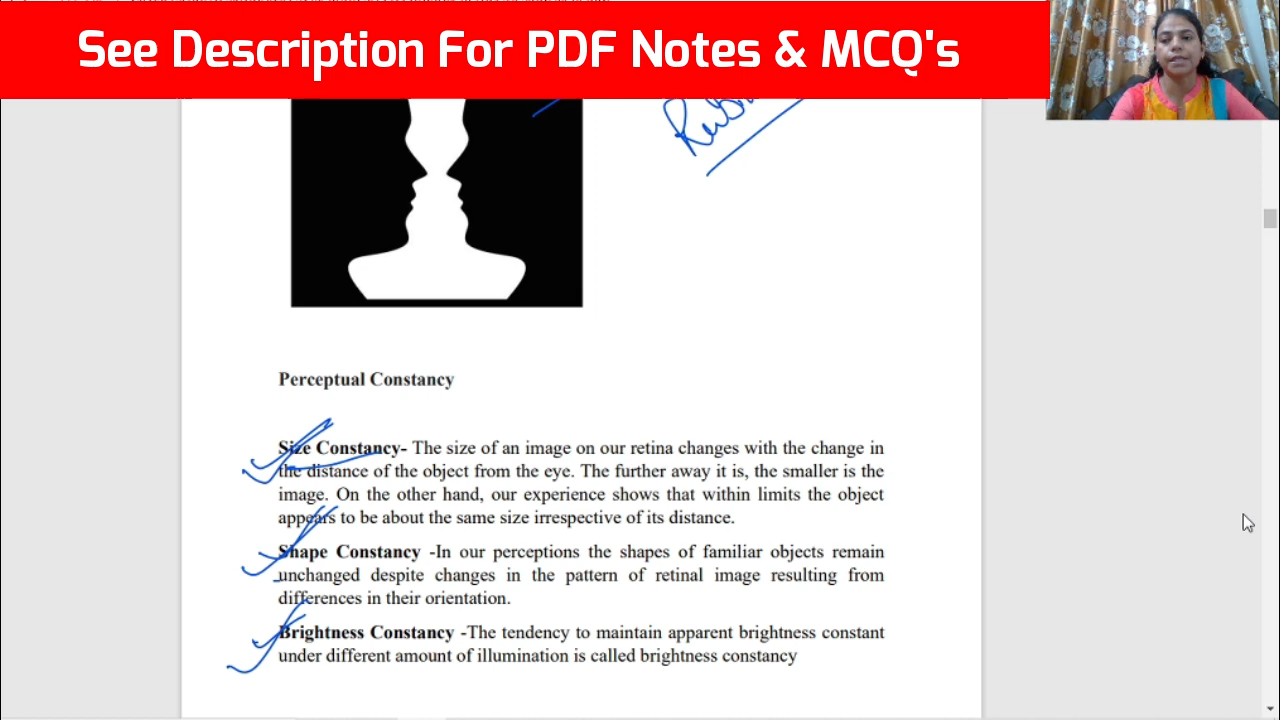 See Description For PDF Notes & MCQ's
Perceptual Constancy
Size Constancy- The size of an image on our retina changes with the change in
the distance of the object from the eye. The further away it is, the smaller is the
image. On the other hand, our experience shows that within limits the object
appears to be about the same size irrespective of its distance.
Shape Constancy -In our perceptions the shapes of familiar objects remain
unchanged despite changes in the pattern of retinal image resulting from
differences in their orientation.
Brightness Constancy -The tendency to maintain apparent brightness constant
under different amount of illumination is called brightness constancy